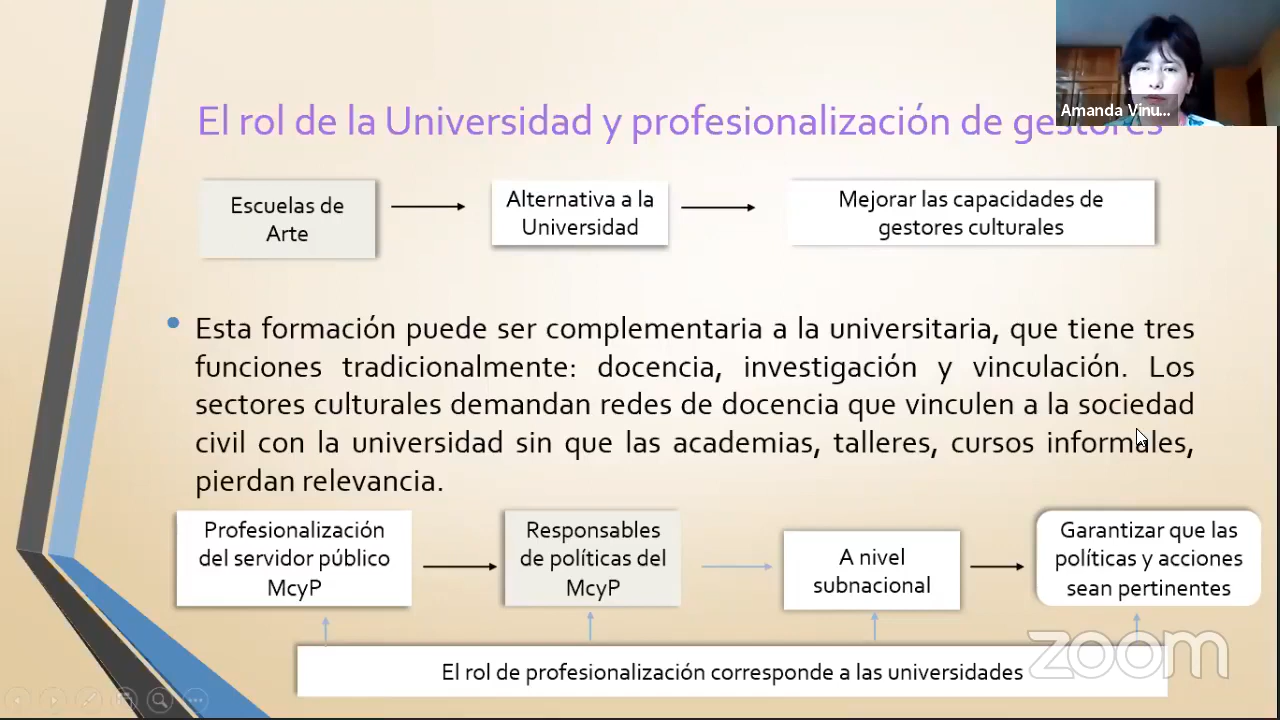 Amanda Vinu...
El rol de la Universidad y profesionalización de gestores
Escuelas de
Arte
Alternativa a la
Universidad
Mejorar las capacidades de
gestores culturales
Esta formación puede ser complementaria a la universitaria, que tiene tres
funciones tradicionalmente: docencia, investigación y vinculación. Los
sectores culturales demandan redes de docencia que vinculen a la sociedad
civil con la universidad sin que las academias, talleres, cursos informales,
pierdan relevancia.
Profesionalización
del servidor público
McyP
Responsables
de políticas del
McyP
A nivel
subnacional
Garantizar que las
políticas y acciones
sean pertinentes
El rol de profesionalización corresponde a las universidades
zoom